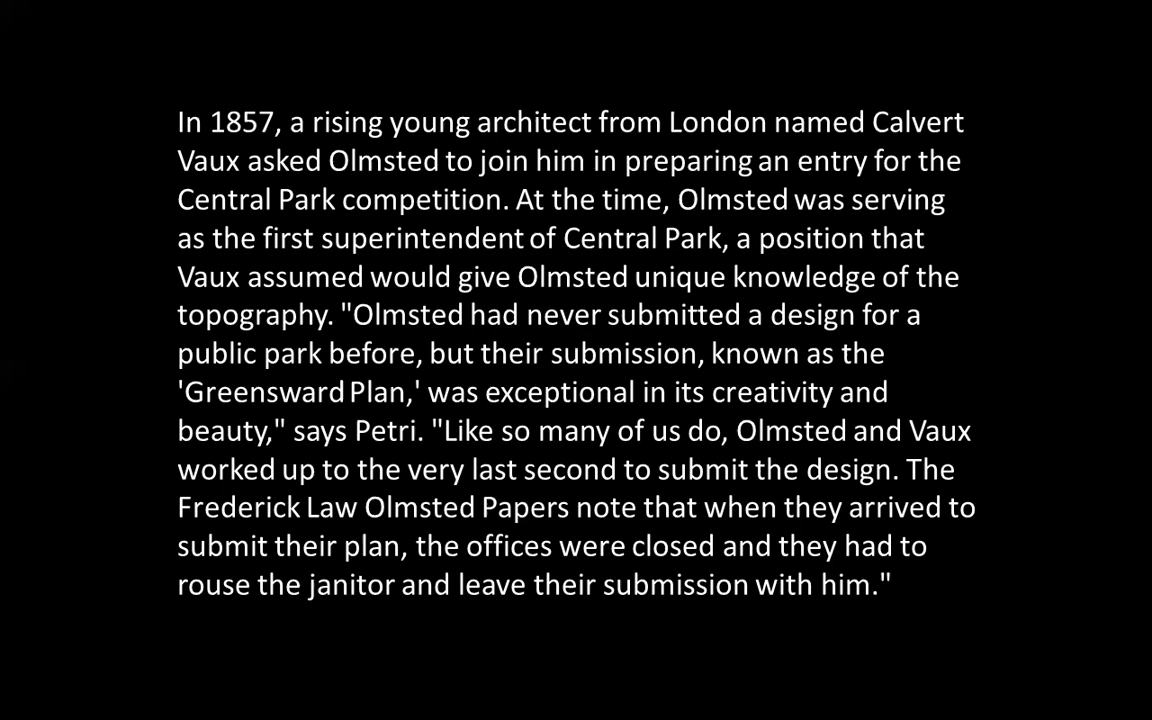 In 1857, a rising young architect from London named Calvert
Vaux asked Olmsted to join him in preparing an entry for the
Central Park competition. At the time, Olmsted was serving
as the first superintendent of Central Park, a position that
Vaux assumed would give Olmsted unique knowledge of the
topography. "Olmsted had never submitted a design for a
public park before, but their submission, known as the
'Greensward Plan,' was exceptional in its creativity and
beauty," says Petri. "Like so many of us do, Olmsted and Vaux
worked up to the very last second to submit the design. The
Frederick Law Olmsted Papers note that when they arrived to
submit their plan, the offices were closed and they had to
rouse the janitor and leave their submission with him."